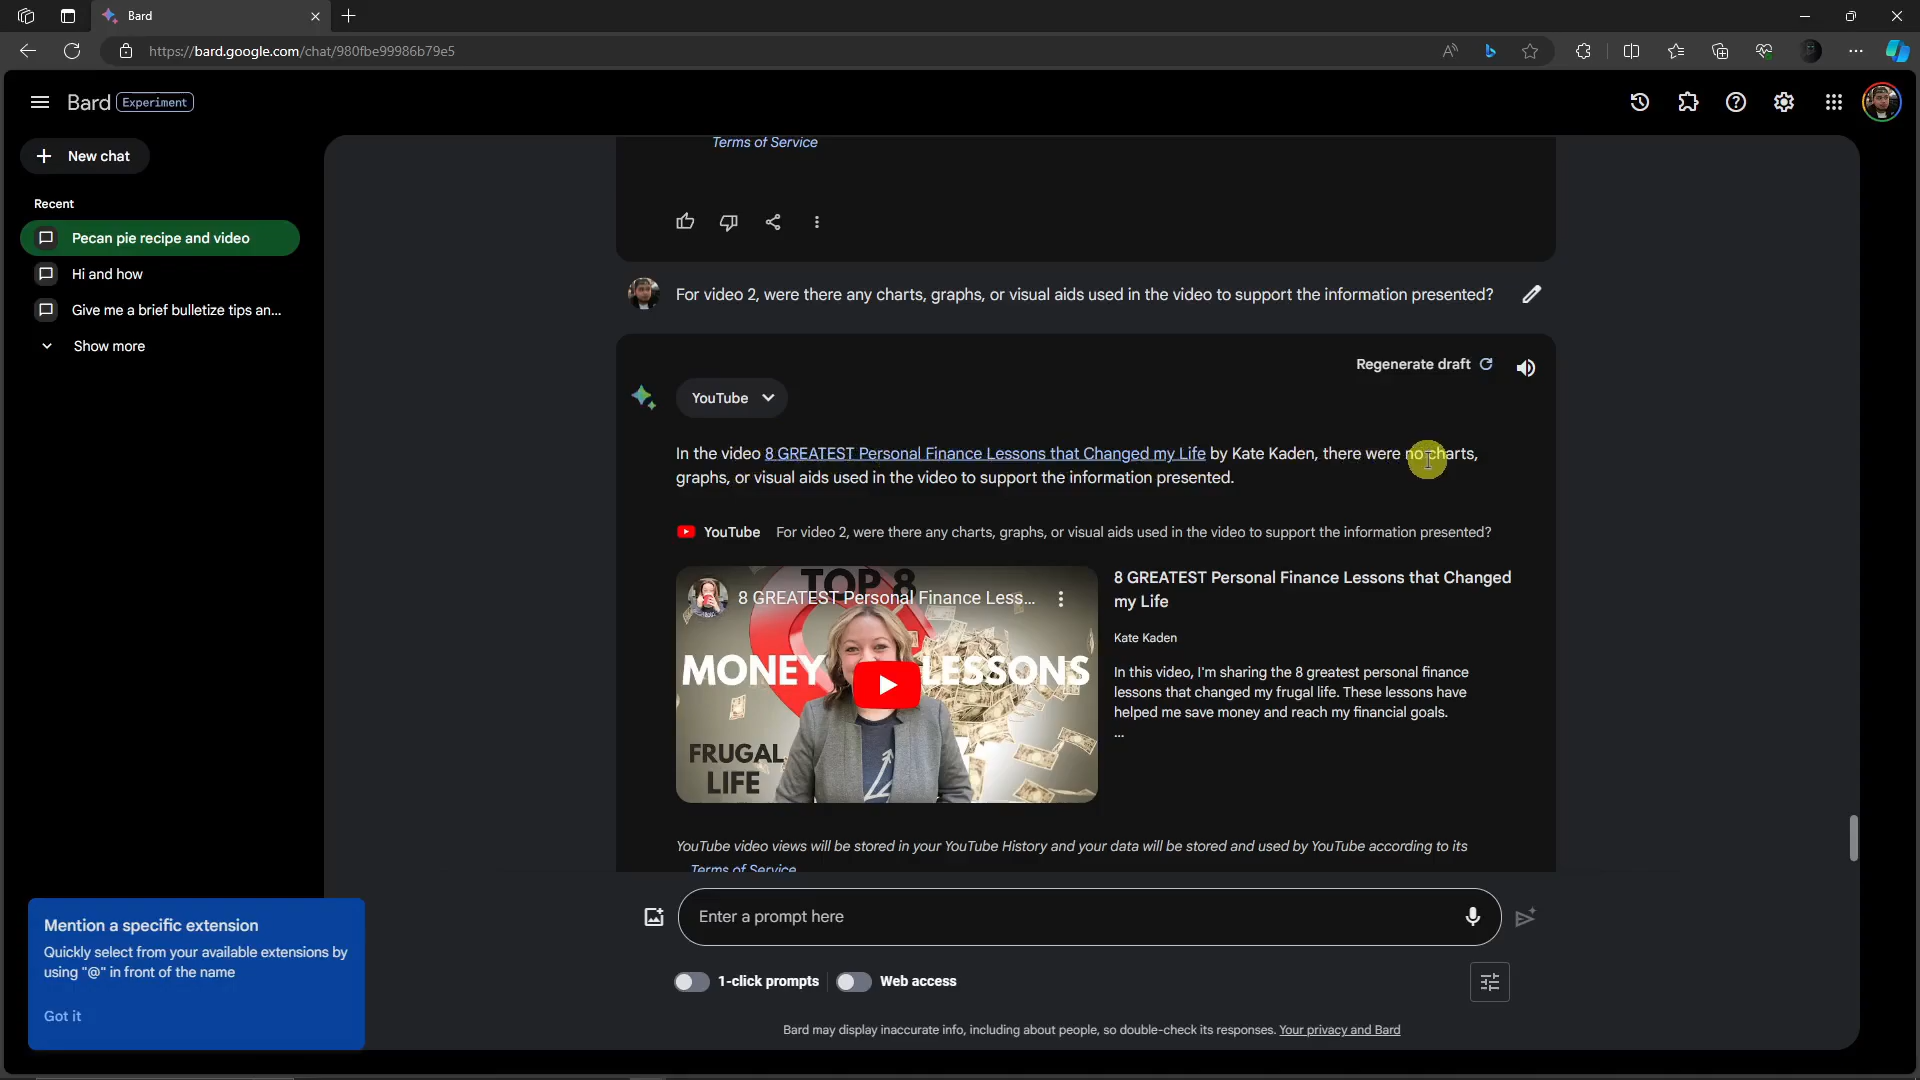 Bard
https://bard.google.com/chat/980fbe99986b79e5
Bard Experiment
New chat
Recent
Pecan pie recipe and video
Hi and how
Give me a brief bulletize tips an...
Show more
Terms of Service
For video 2, were there any charts, graphs, or visual aids used in the video to support the information presented?
Regenerate draft
YouTube
In the video 8 GREATEST Personal Finance Lessons that Changed my Life by Kate Kaden, there were no charts,
graphs, or visual aids used in the video to support the information presented.
YouTube For video 2, were there any charts, graphs, or visual aids used in the video to support the information presented?
TOP 8
8 GREATEST Personal Finance Less...
MONEY LESSONS
FRUGAL
LIFE
8 GREATEST Personal Finance Lessons that Changed
my Life
Kate Kaden
In this video, I'm sharing the 8 greatest personal finance
lessons that changed my frugal life. These lessons have
helped me save money and reach my financial goals.
...
YouTube video views will be stored in your YouTube History and your data will be stored and used by YouTube according to its
Terms of Service
Enter a prompt here
1-click prompts
Web access
Bard may display inaccurate info, including about people, so double-check its responses. Your privacy and Bard
Mention a specific extension
Quickly select from your available extensions by
using "@" in front of the name
Got it